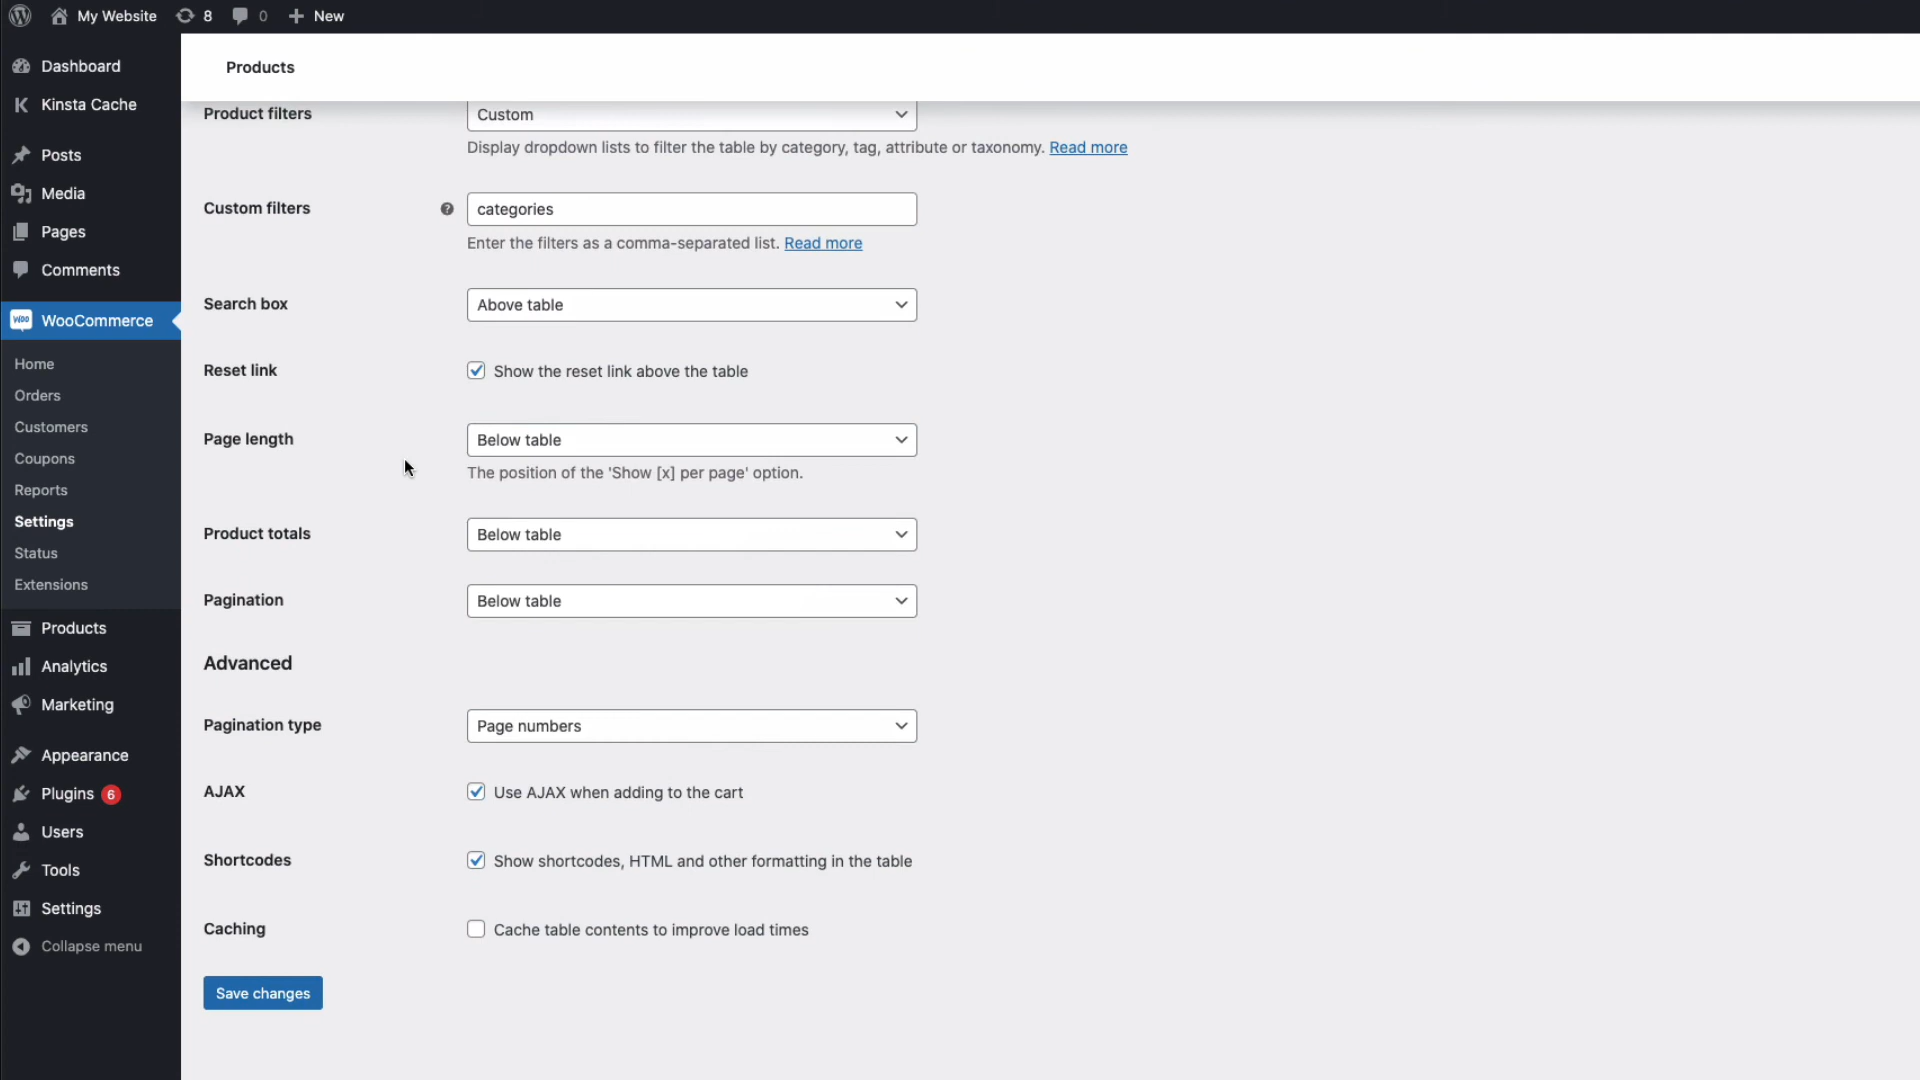 My Website 8 0 New
Dashboard
Kinsta Cache
Posts
Media
Pages
Comments
WOO WooCommerce
Home
Orders
Customers
Coupons
Reports
Settings
Status
Extensions
Products
Analytics
Marketing
Appearance
Plugins 6
Users
Tools
Settings
Collapse menu
Products
Product filters Custom
Display dropdown lists to filter the table by category, tag, attribute or taxonomy. Read more
Custom filters ? categories
Enter the filters as a comma-separated list. Read more
Search box Above table
Reset link Show the reset link above the table
Page length Below table
The position of the 'Show [x] per page' option.
Product totals Below table
Pagination Below table
Advanced
Pagination type Page numbers
AJAX Use AJAX when adding to the cart
Shortcodes Show shortcodes, HTML and other formatting in the table
Caching Cache table contents to improve load times
Save changes